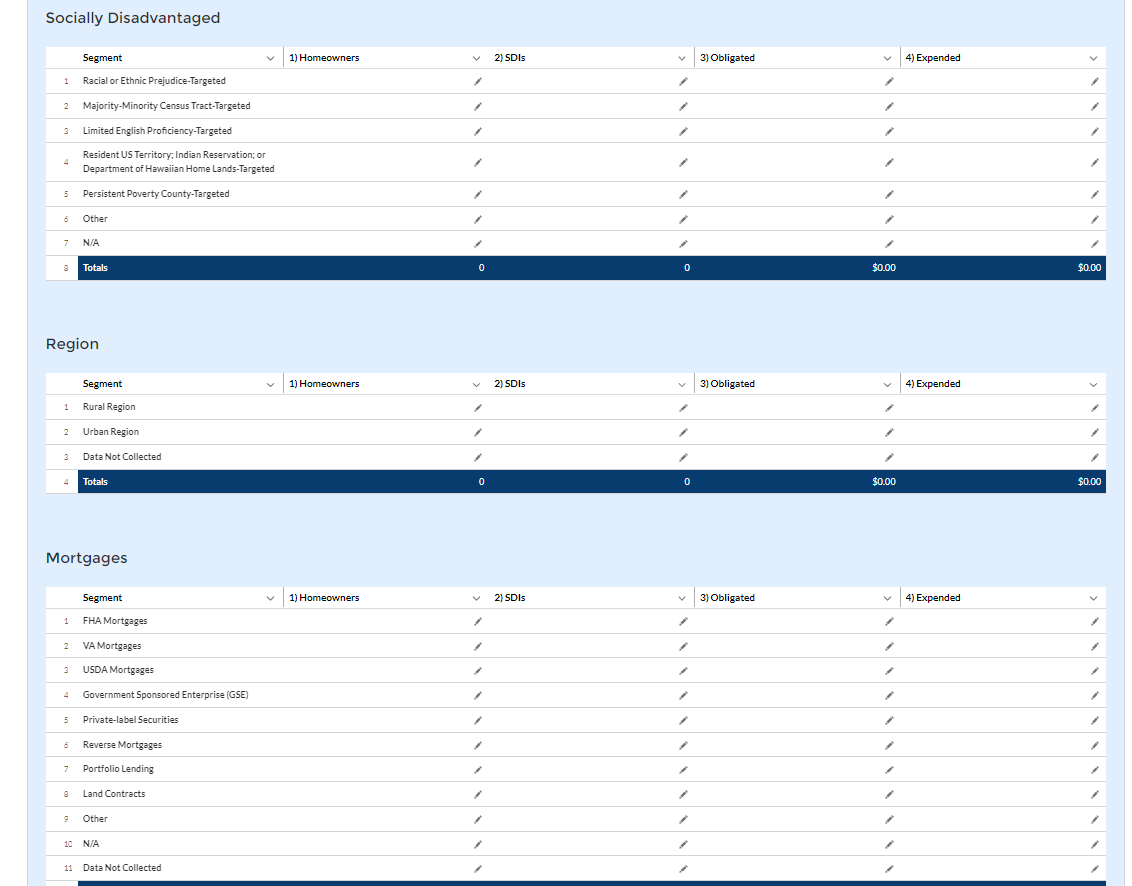 Socially Disadvantaged
Segment 1) Homeowners 2) SDIs 3) Obligated 4) Expended
1 Racial or Ethnic Prejudice-Targeted
2 Majority-Minority Census Tract-Targeted
3 Limited English Proficiency-Targeted
4 Resident US Territory; Indian Reservation; or
Department of Hawaiian Home Lands-Targeted
5 Persistent Poverty County-Targeted
6 Other
7 N/A
8 Totals 0 0 $0.00 $0.00
Region
Segment 1) Homeowners 2) SDIs 3) Obligated 4) Expended
1 Rural Region
2 Urban Region
3 Data Not Collected
4 Totals 0 0 $0.00 $0.00
Mortgages
Segment 1) Homeowners 2) SDIs 3) Obligated 4) Expended
1 FHA Mortgages
2 VA Mortgages
3 USDA Mortgages
4 Government Sponsored Enterprise (GSE)
5 Private-label Securities
6 Reverse Mortgages
7 Portfolio Lending
8 Land Contracts
9 Other
10 N/A
11 Data Not Collected